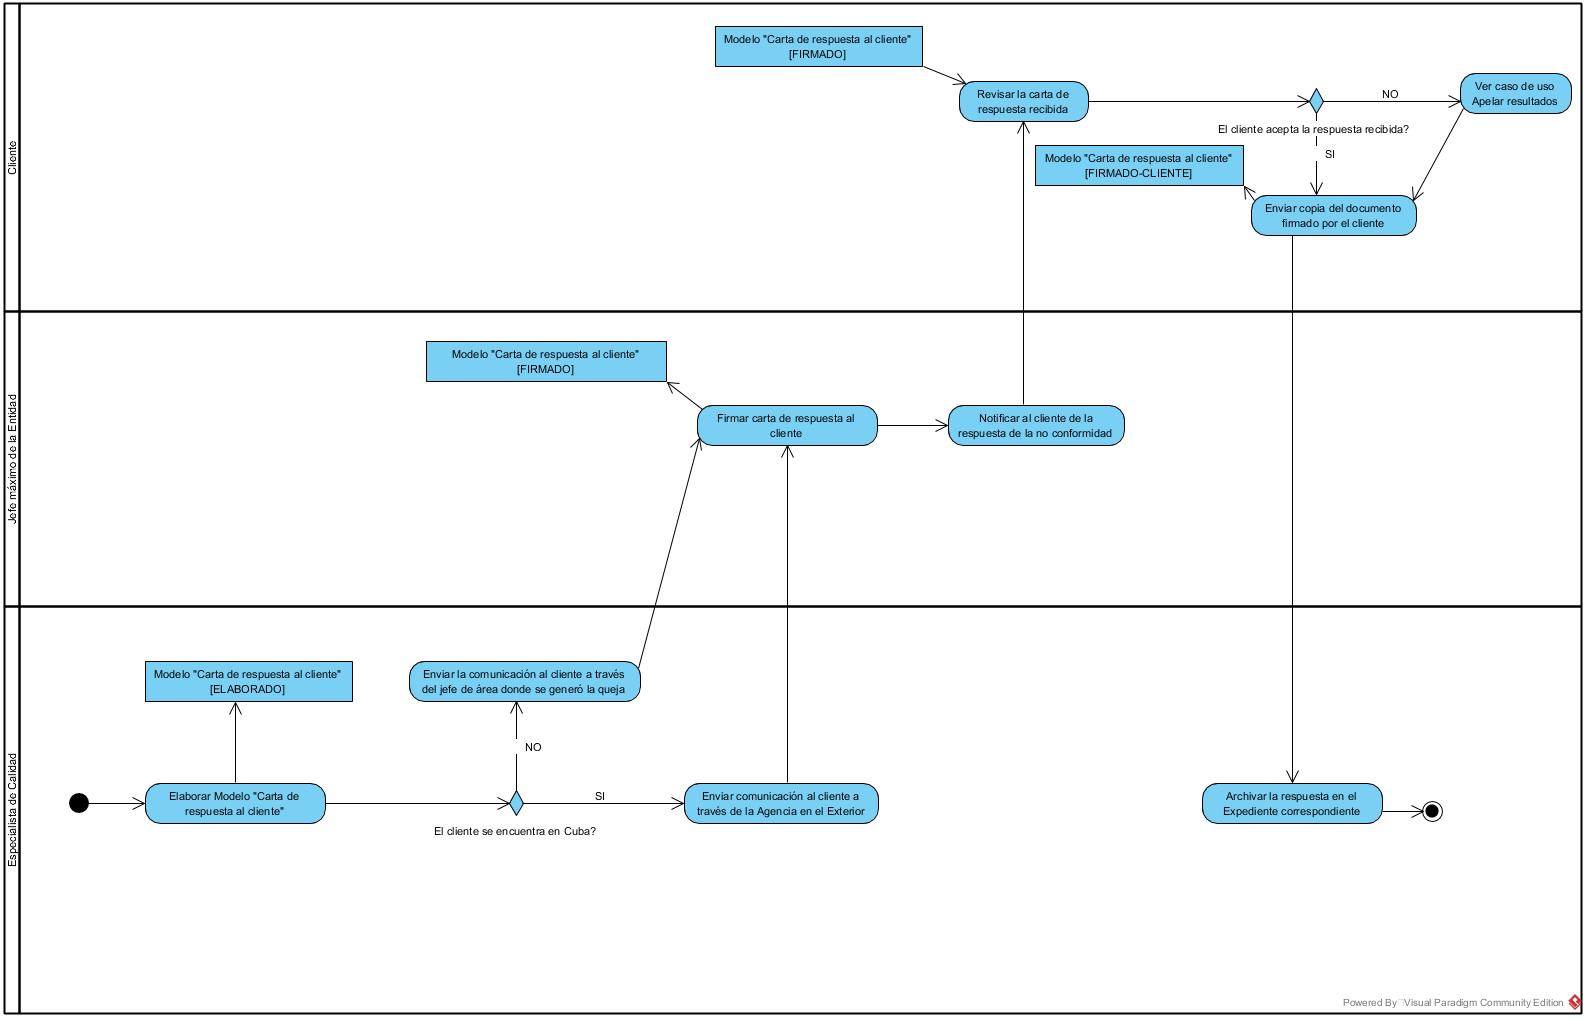 Cliente
Modelo "Carta de respuesta al cliente"
[FIRMADO]
Revisar la carta de
respuesta recibida
NO
Ver caso de uso
Apelar resultados
El cliente acepta la respuesta recibida?
SI
Modelo "Carta de respuesta al cliente"
[FIRMADO-CLIENTE]
Enviar copia del documento
firmado por el cliente
Jefe máximo de la Entidad
Modelo "Carta de respuesta al cliente"
[FIRMADO]
Firmar carta de respuesta al
cliente
Notificar al cliente de la
respuesta de la no conformidad
Especialista de Calidad
Modelo "Carta de respuesta al cliente"
[ELABORADO]
Enviar la comunicación al cliente a través
del jefe de área donde se generó la queja
NO
Elaborar Modelo "Carta de
respuesta al cliente"
SI
El cliente se encuentra en Cuba?
Enviar comunicación al cliente a
través de la Agencia en el Exterior
Archivar la respuesta en el
Expediente correspondiente
Powered By Visual Paradigm Community Edition